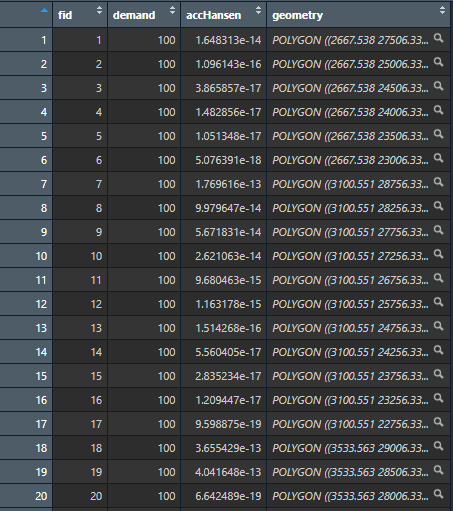 fid demand accHansen geometry
1 1 100 1.648313e-14 POLYGON ((2667.538 27506.33...
2 2 100 1.096143e-16 POLYGON ((2667.538 25006.33...
3 3 100 3.865857e-17 POLYGON ((2667.538 24506.33...
4 4 100 1.482856e-17 POLYGON ((2667.538 24006.33...
5 5 100 1.051348e-17 POLYGON ((2667.538 23506.33...
6 6 100 5.076391e-18 POLYGON ((2667.538 23006.33...
7 7 100 1.769616e-13 POLYGON ((3100.551 28756.33...
8 8 100 9.979647e-14 POLYGON ((3100.551 28256.33...
9 9 100 5.671831e-14 POLYGON ((3100.551 27756.33...
10 10 100 2.621063e-14 POLYGON ((3100.551 27256.33...
11 11 100 9.680463e-15 POLYGON ((3100.551 26756.33...
12 12 100 1.163178e-15 POLYGON ((3100.551 25756.33...
13 13 100 1.514268e-16 POLYGON ((3100.551 24756.33...
14 14 100 5.560405e-17 POLYGON ((3100.551 24256.33...
15 15 100 2.835234e-17 POLYGON ((3100.551 23756.33...
16 16 100 1.209447e-17 POLYGON ((3100.551 23256.33...
17 17 100 9.598875e-19 POLYGON ((3100.551 22756.33...
18 18 100 3.655429e-13 POLYGON ((3533.563 29006.33...
19 19 100 4.041648e-13 POLYGON ((3533.563 28506.33...
20 20 100 6.642489e-19 POLYGON ((3533.563 28006.33...